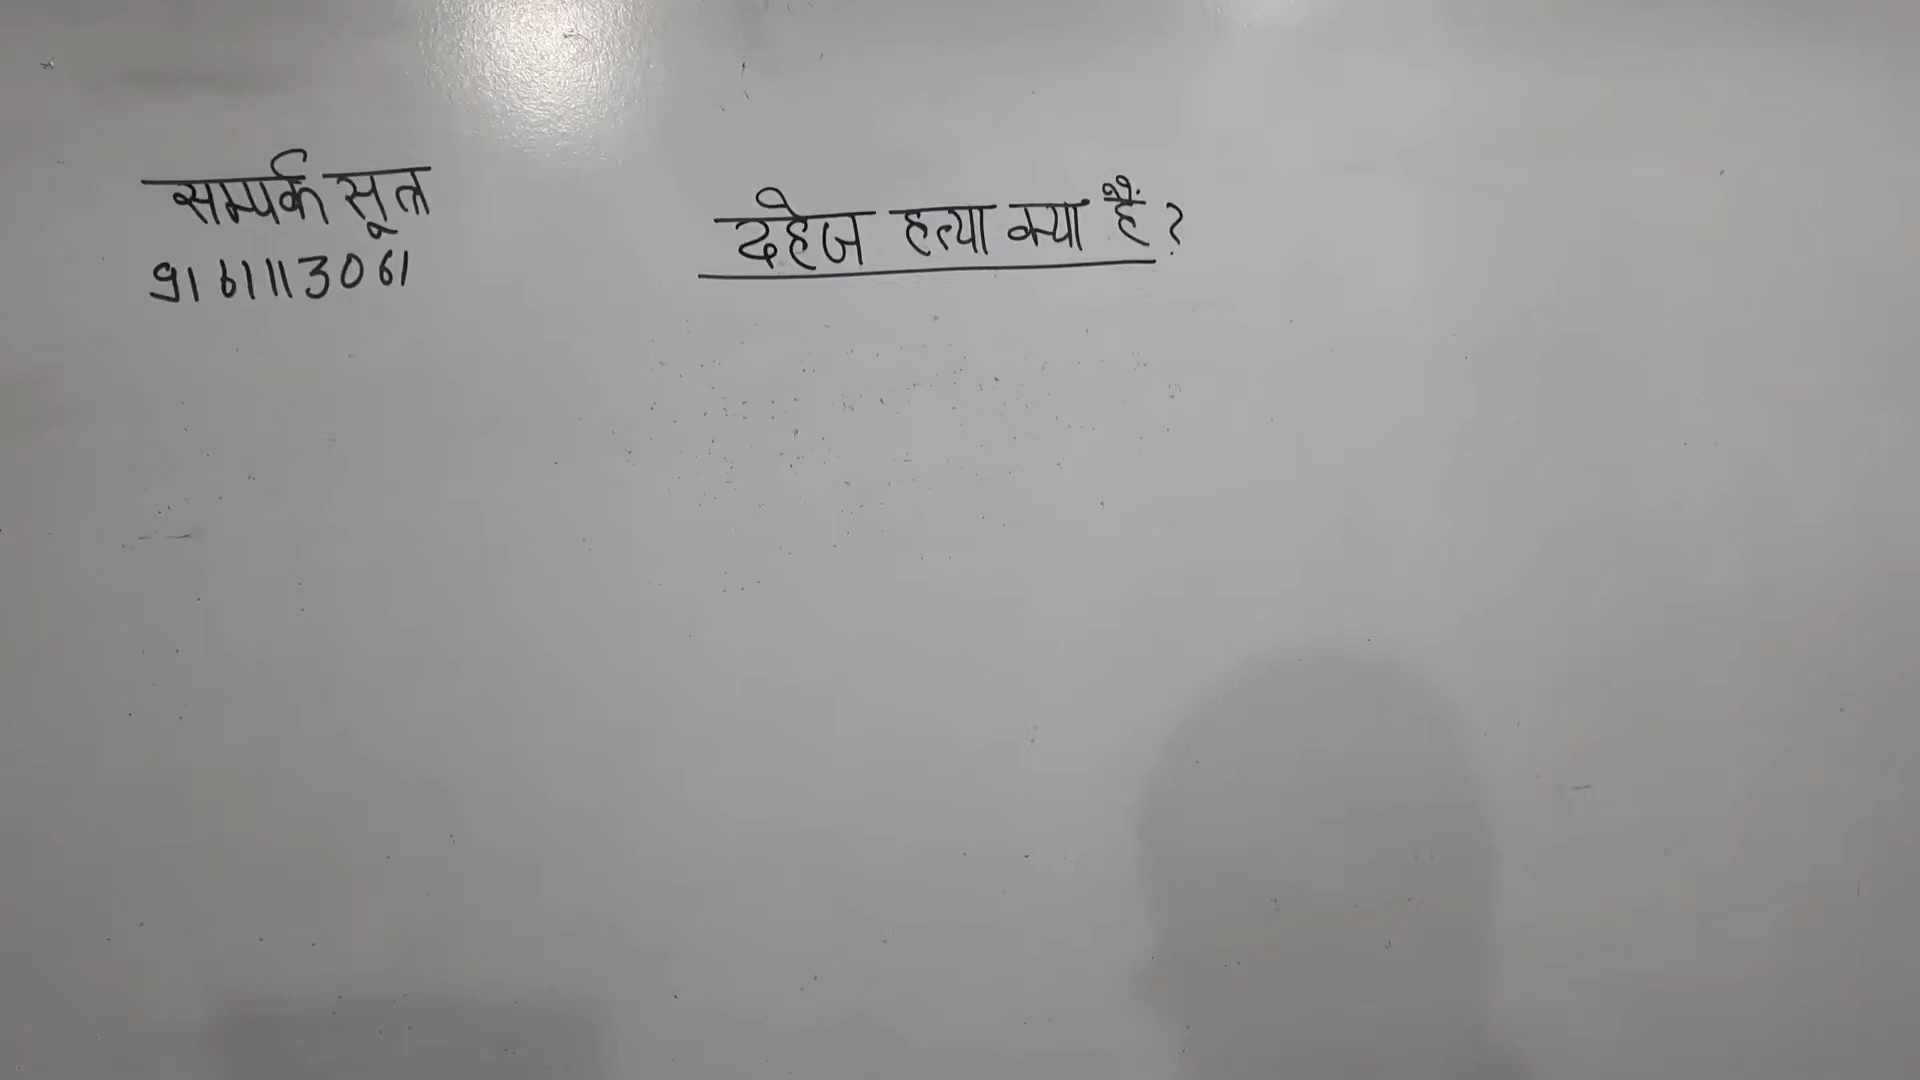 सम्पर्क सूत्र
9161113061
दहेज हत्या क्या हैं?